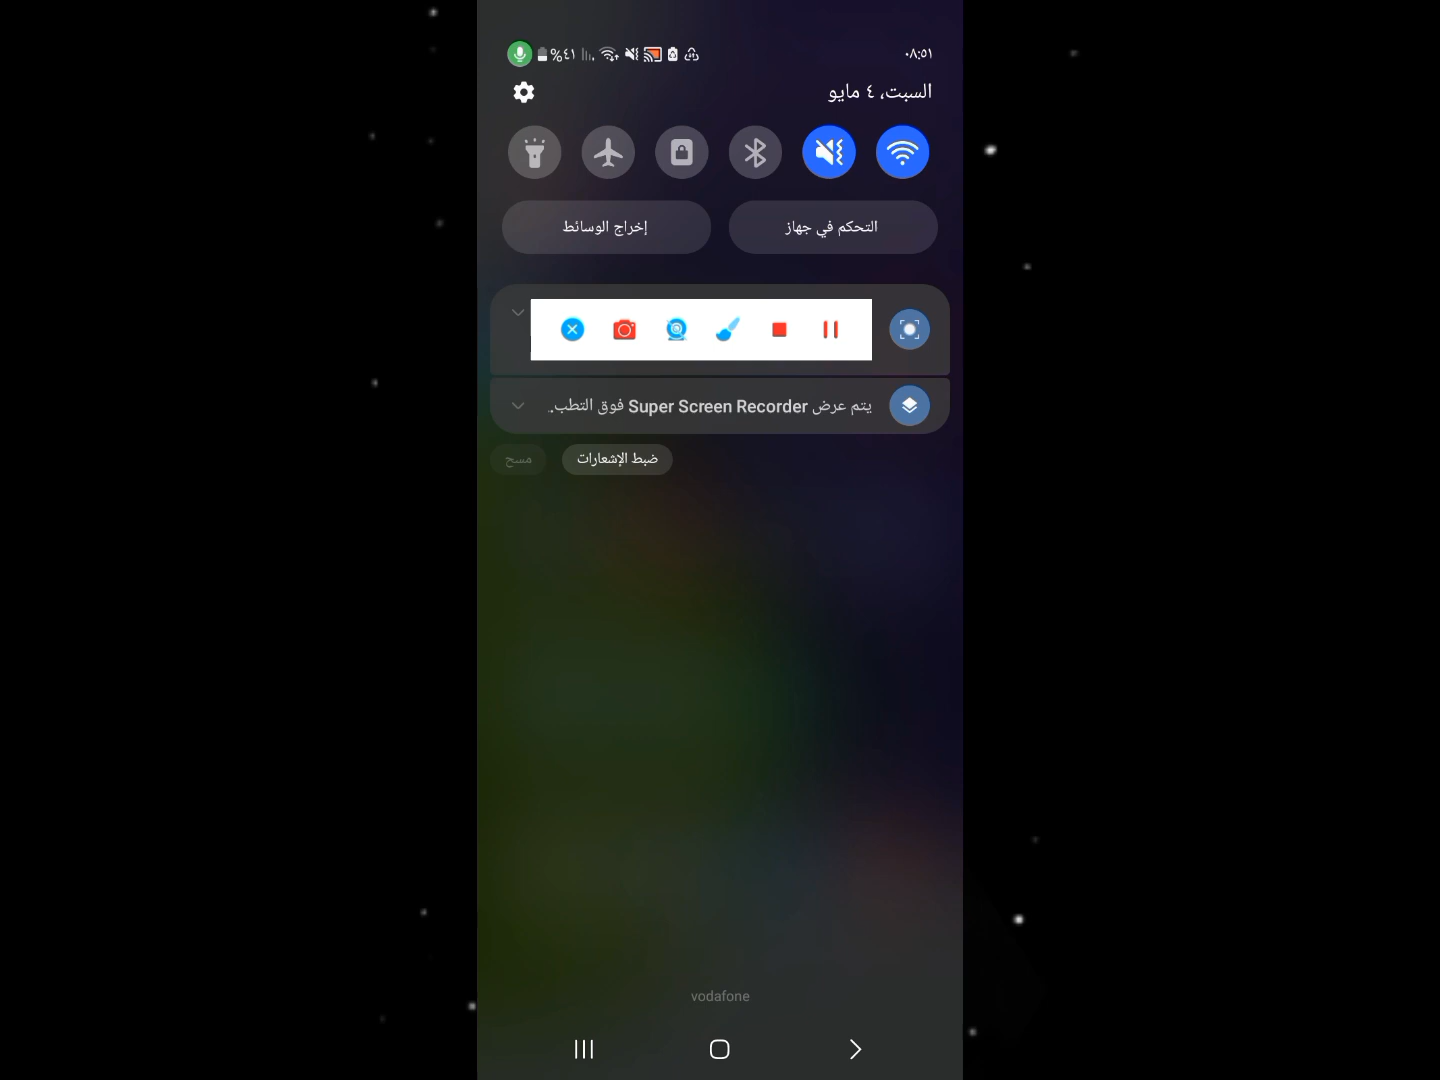 ٠٨:٥١ %٤١
السبت، ٤ مايو
التحكم في جهاز
إخراج الوسائط
يتم عرض Super Screen Recorder فوق التطب..
ضبط الإشعارات
مسح
vodafone